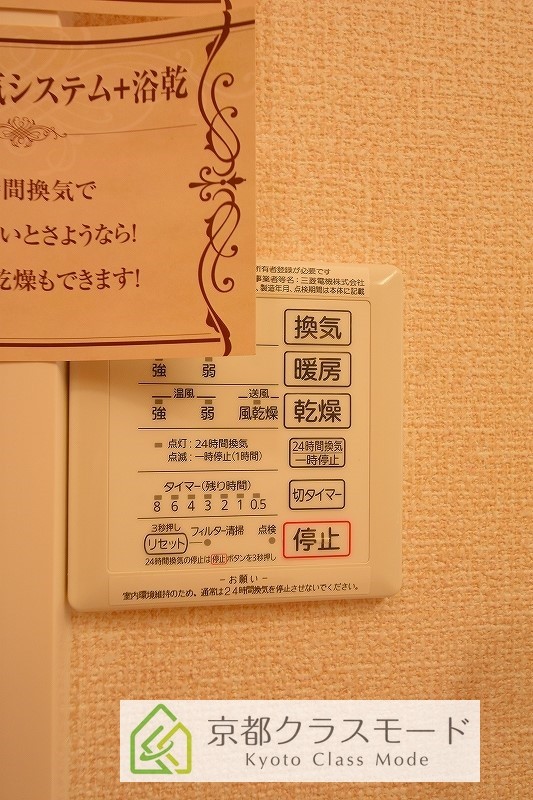 システム+浴乾
間換気で
いとさようなら!
乾燥もできます!
所有者登録が必要です
事業者等名:三菱電機株式会社
製造年月、点検期間は本体に記載
換気
暖房
強 弱
温風 送風
強 弱 風乾燥
乾燥
点灯:24時間換気
点滅:一時停止(1時間)
24時間換気
一時停止
タイマー(残り時間)
8 6 4 3 2 1 0.5
切タイマー
3秒押し
リセット フィルター清掃 点検
停止
24時間換気の停止は停止ボタンを3秒押し
-お願い-
室内環境維持のため、通常は24時間換気を停止させないでください。
京都クラスモード
Kyoto Class Mode